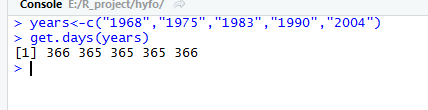 Console E:/R_project/hyfo/
> years<-c("1968","1975","1983","1990","2004")
> get.days(years)
[1] 366 365 365 365 366
>